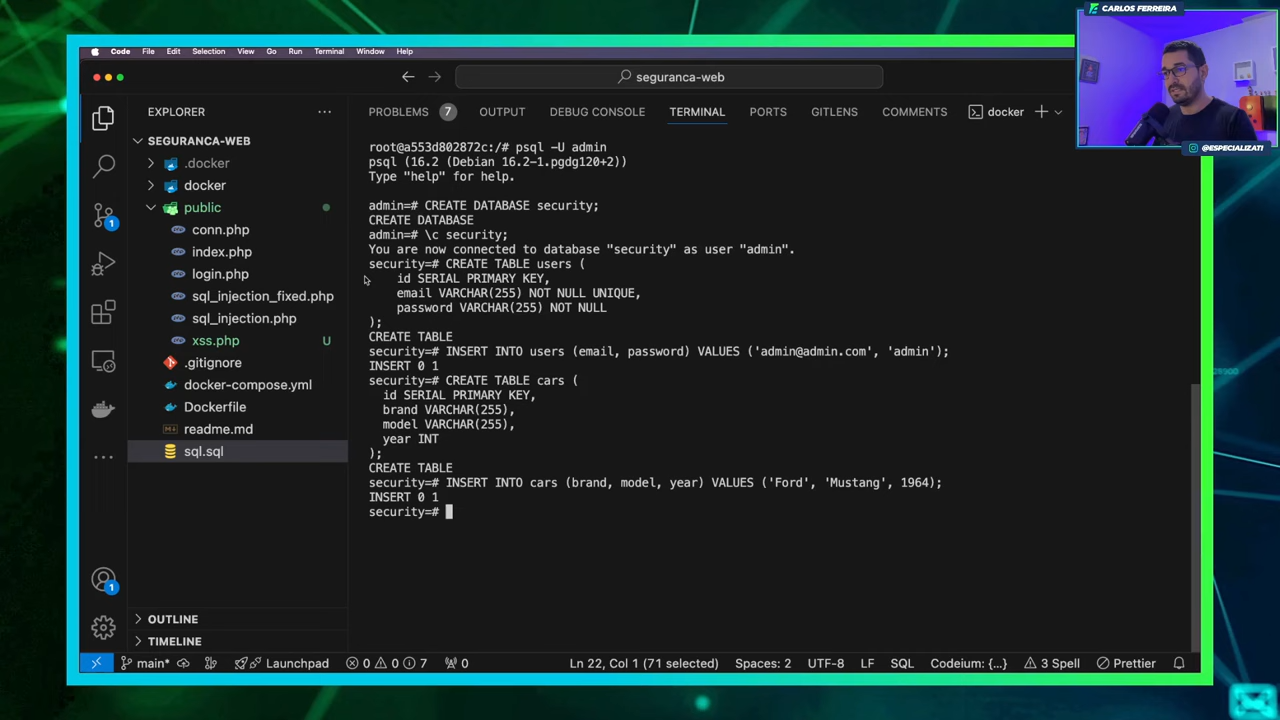 CARLOS FERREIRA
@ESPECIALIZATI
Code File Edit Selection View Go Run Terminal Window Help
seguranca-web
EXPLORER
SEGURANCA-WEB
.docker
docker
public
conn.php
index.php
login.php
sql_injection_fixed.php
sql_injection.php
xss.php U
.gitignore
docker-compose.yml
Dockerfile
readme.md
sql.sql
OUTLINE
TIMELINE
1
1
PROBLEMS 7 OUTPUT DEBUG CONSOLE TERMINAL PORTS GITLENS COMMENTS docker
root@a553d802872c:/# psql -U admin
psql (16.2 (Debian 16.2-1.pgdg120+2))
Type "help" for help.
admin=# CREATE DATABASE security;
CREATE DATABASE
admin=# \c security;
You are now connected to database "security" as user "admin".
security=# CREATE TABLE users (
id SERIAL PRIMARY KEY,
email VARCHAR(255) NOT NULL UNIQUE,
password VARCHAR(255) NOT NULL
);
CREATE TABLE
security=# INSERT INTO users (email, password) VALUES ('admin@admin.com', 'admin');
INSERT 0 1
security=# CREATE TABLE cars (
id SERIAL PRIMARY KEY,
brand VARCHAR(255),
model VARCHAR(255),
year INT
);
CREATE TABLE
security=# INSERT INTO cars (brand, model, year) VALUES ('Ford', 'Mustang', 1964);
INSERT 0 1
security=#
main* Launchpad 0 0 7 0 Ln 22, Col 1 (71 selected) Spaces: 2 UTF-8 LF SQL Codeium: {...} 3 Spell Prettier